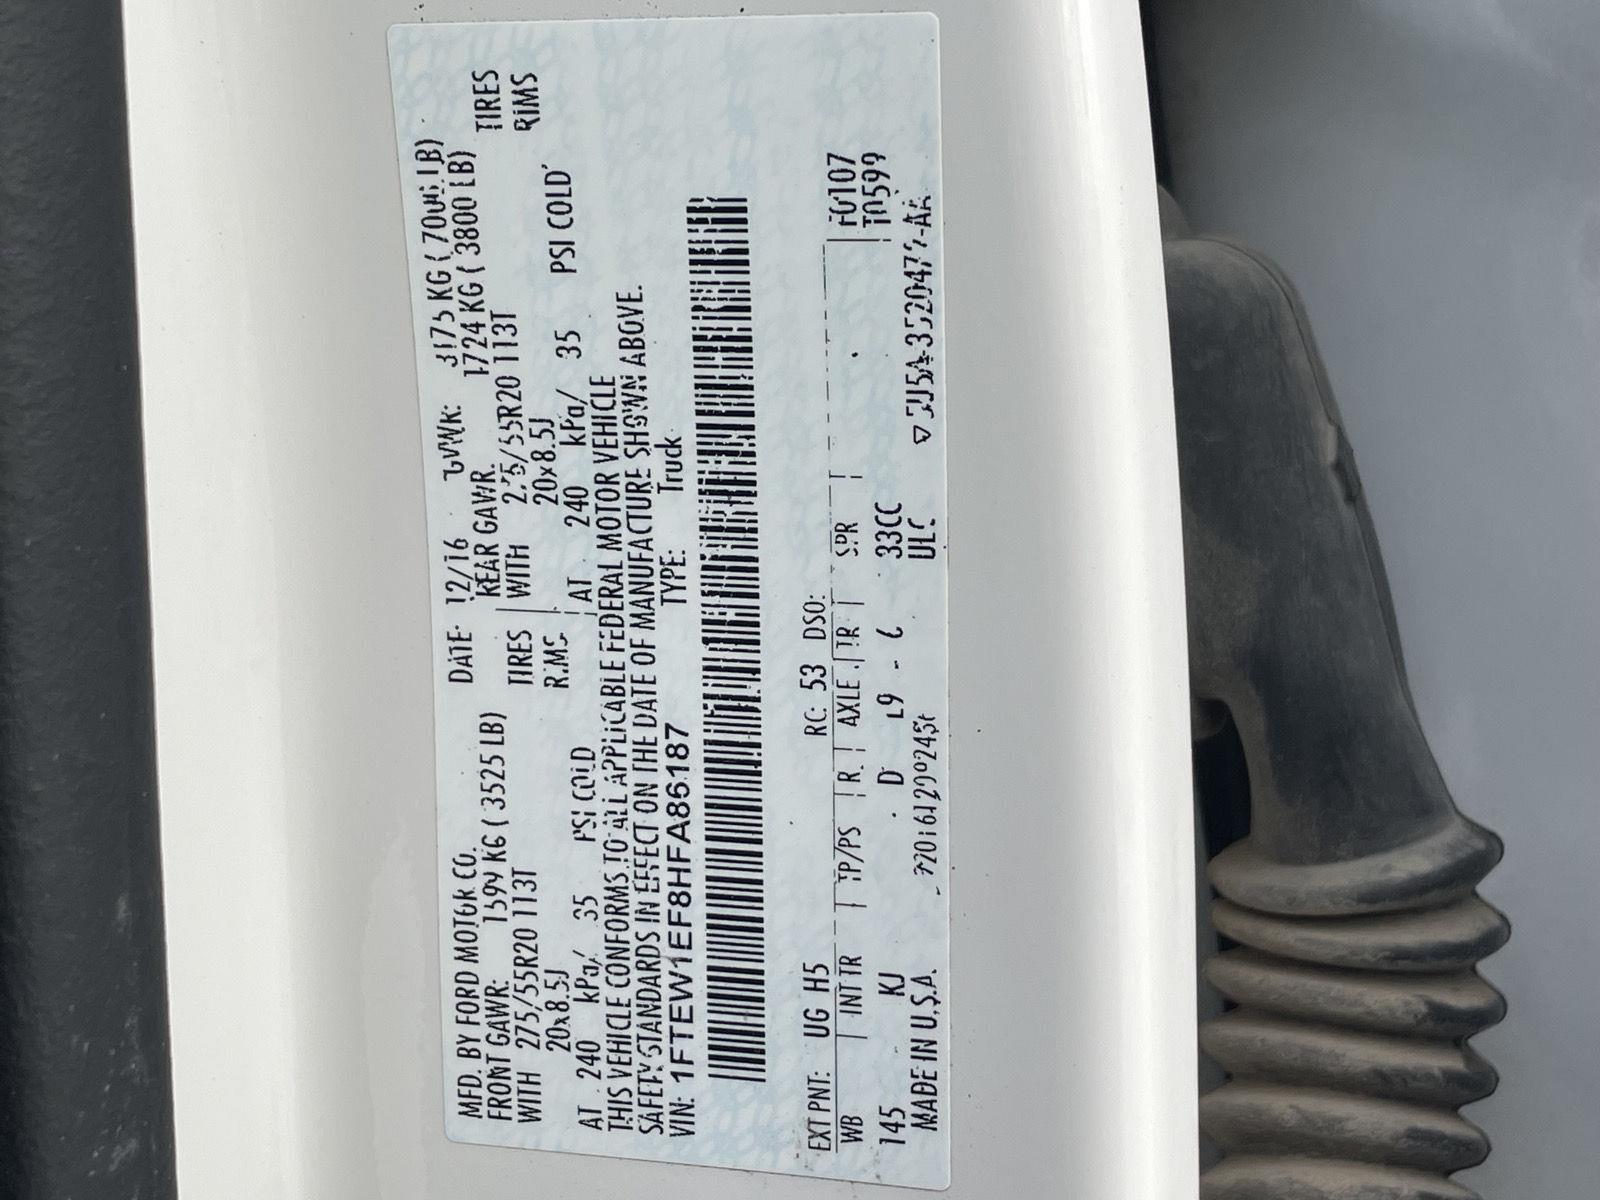 MFD. BY FORD MOTOR CO.
DATE: 12/16 GVWR: 3175 KG ( 7000 LB)
FRONT GAWR: 1599 KG ( 3525 LB)
REAR GAWR: 1724 KG ( 3800 LB)
WITH 275/55R20 113T TIRES
WITH 275/55R20 113T TIRES
20x8.5J RIMS
20x8.5J RIMS
AT 240 kPa/ 35 PSI COLD
AT 240 kPa/ 35 PSI COLD
THIS VEHICLE CONFORMS TO ALL APPLICABLE FEDERAL MOTOR VEHICLE
SAFETY STANDARDS IN EFFECT ON THE DATE OF MANUFACTURE SHOWN ABOVE.
VIN: 1FTEW1EF8HFA86187 TYPE: Truck
EXT PNT: UG H5 RC: 53 DSO: F0107
WB INT TR TP/PS R AXLE TR SPR T0599
145 KJ D L9 6 33CC
MADE IN U.S.A. ULC